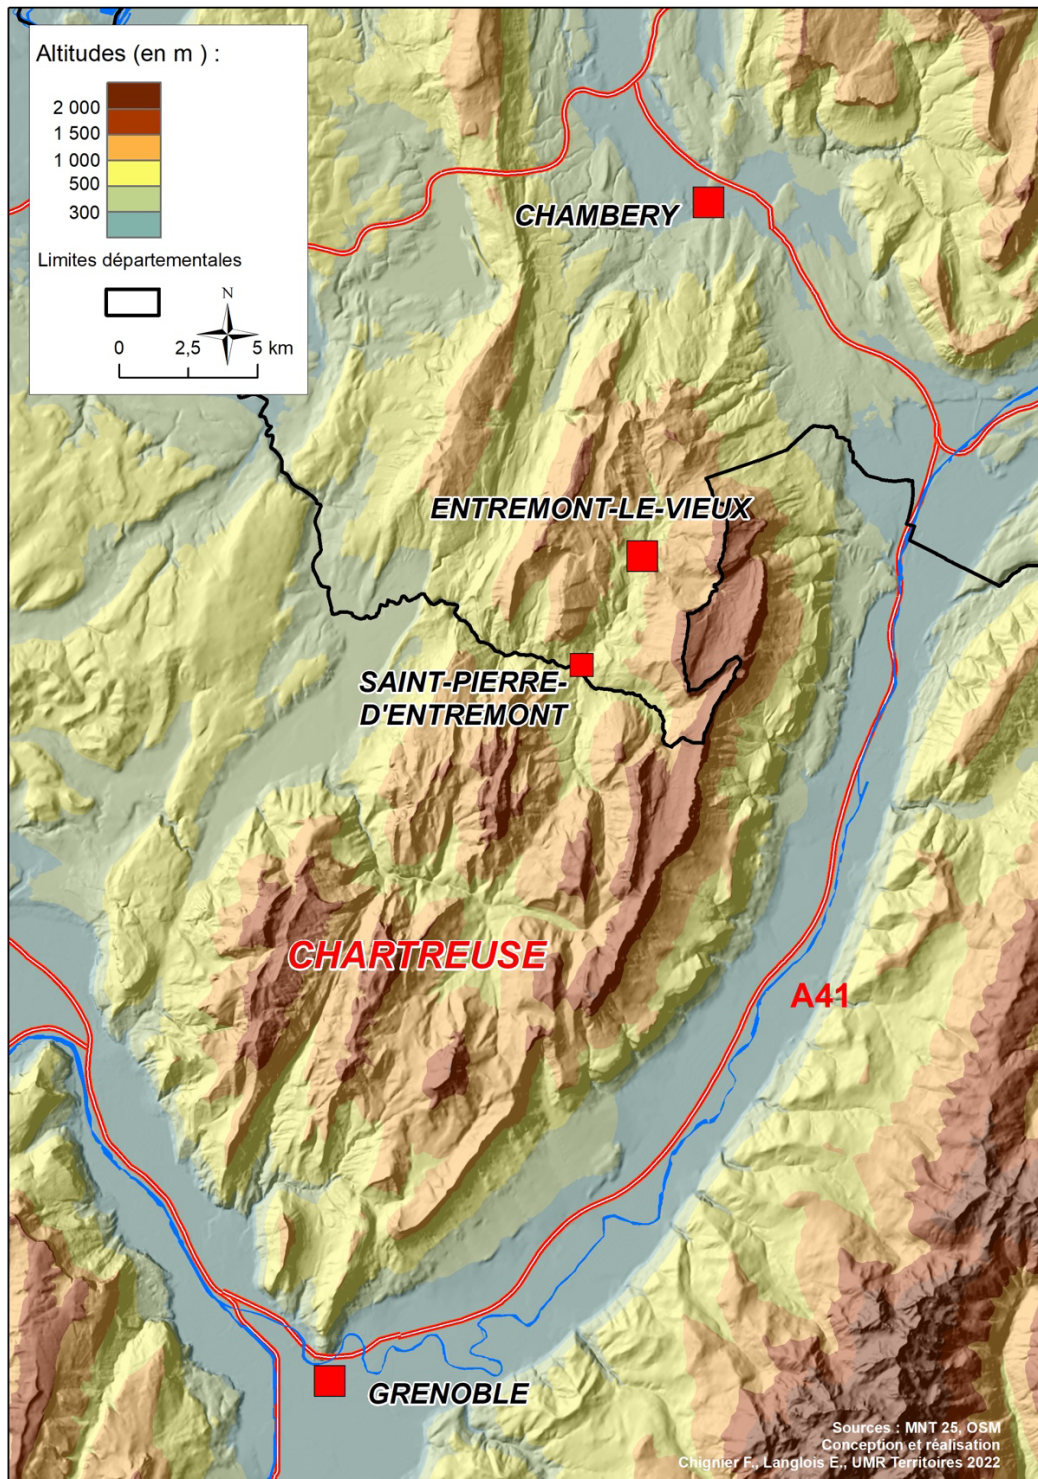 Altitudes (en m ) :
2 000
1 500
1 000
500
300
Limites départementales
N
0 2,5 5 km
CHAMBERY
ENTREMONT-LE-VIEUX
SAINT-PIERRE-
D'ENTREMONT
CHARTREUSE
A41
GRENOBLE
Sources : MNT 25, OSM
Conception et réalisation
Chignier F., Langlois E., UMR Territoires 2022